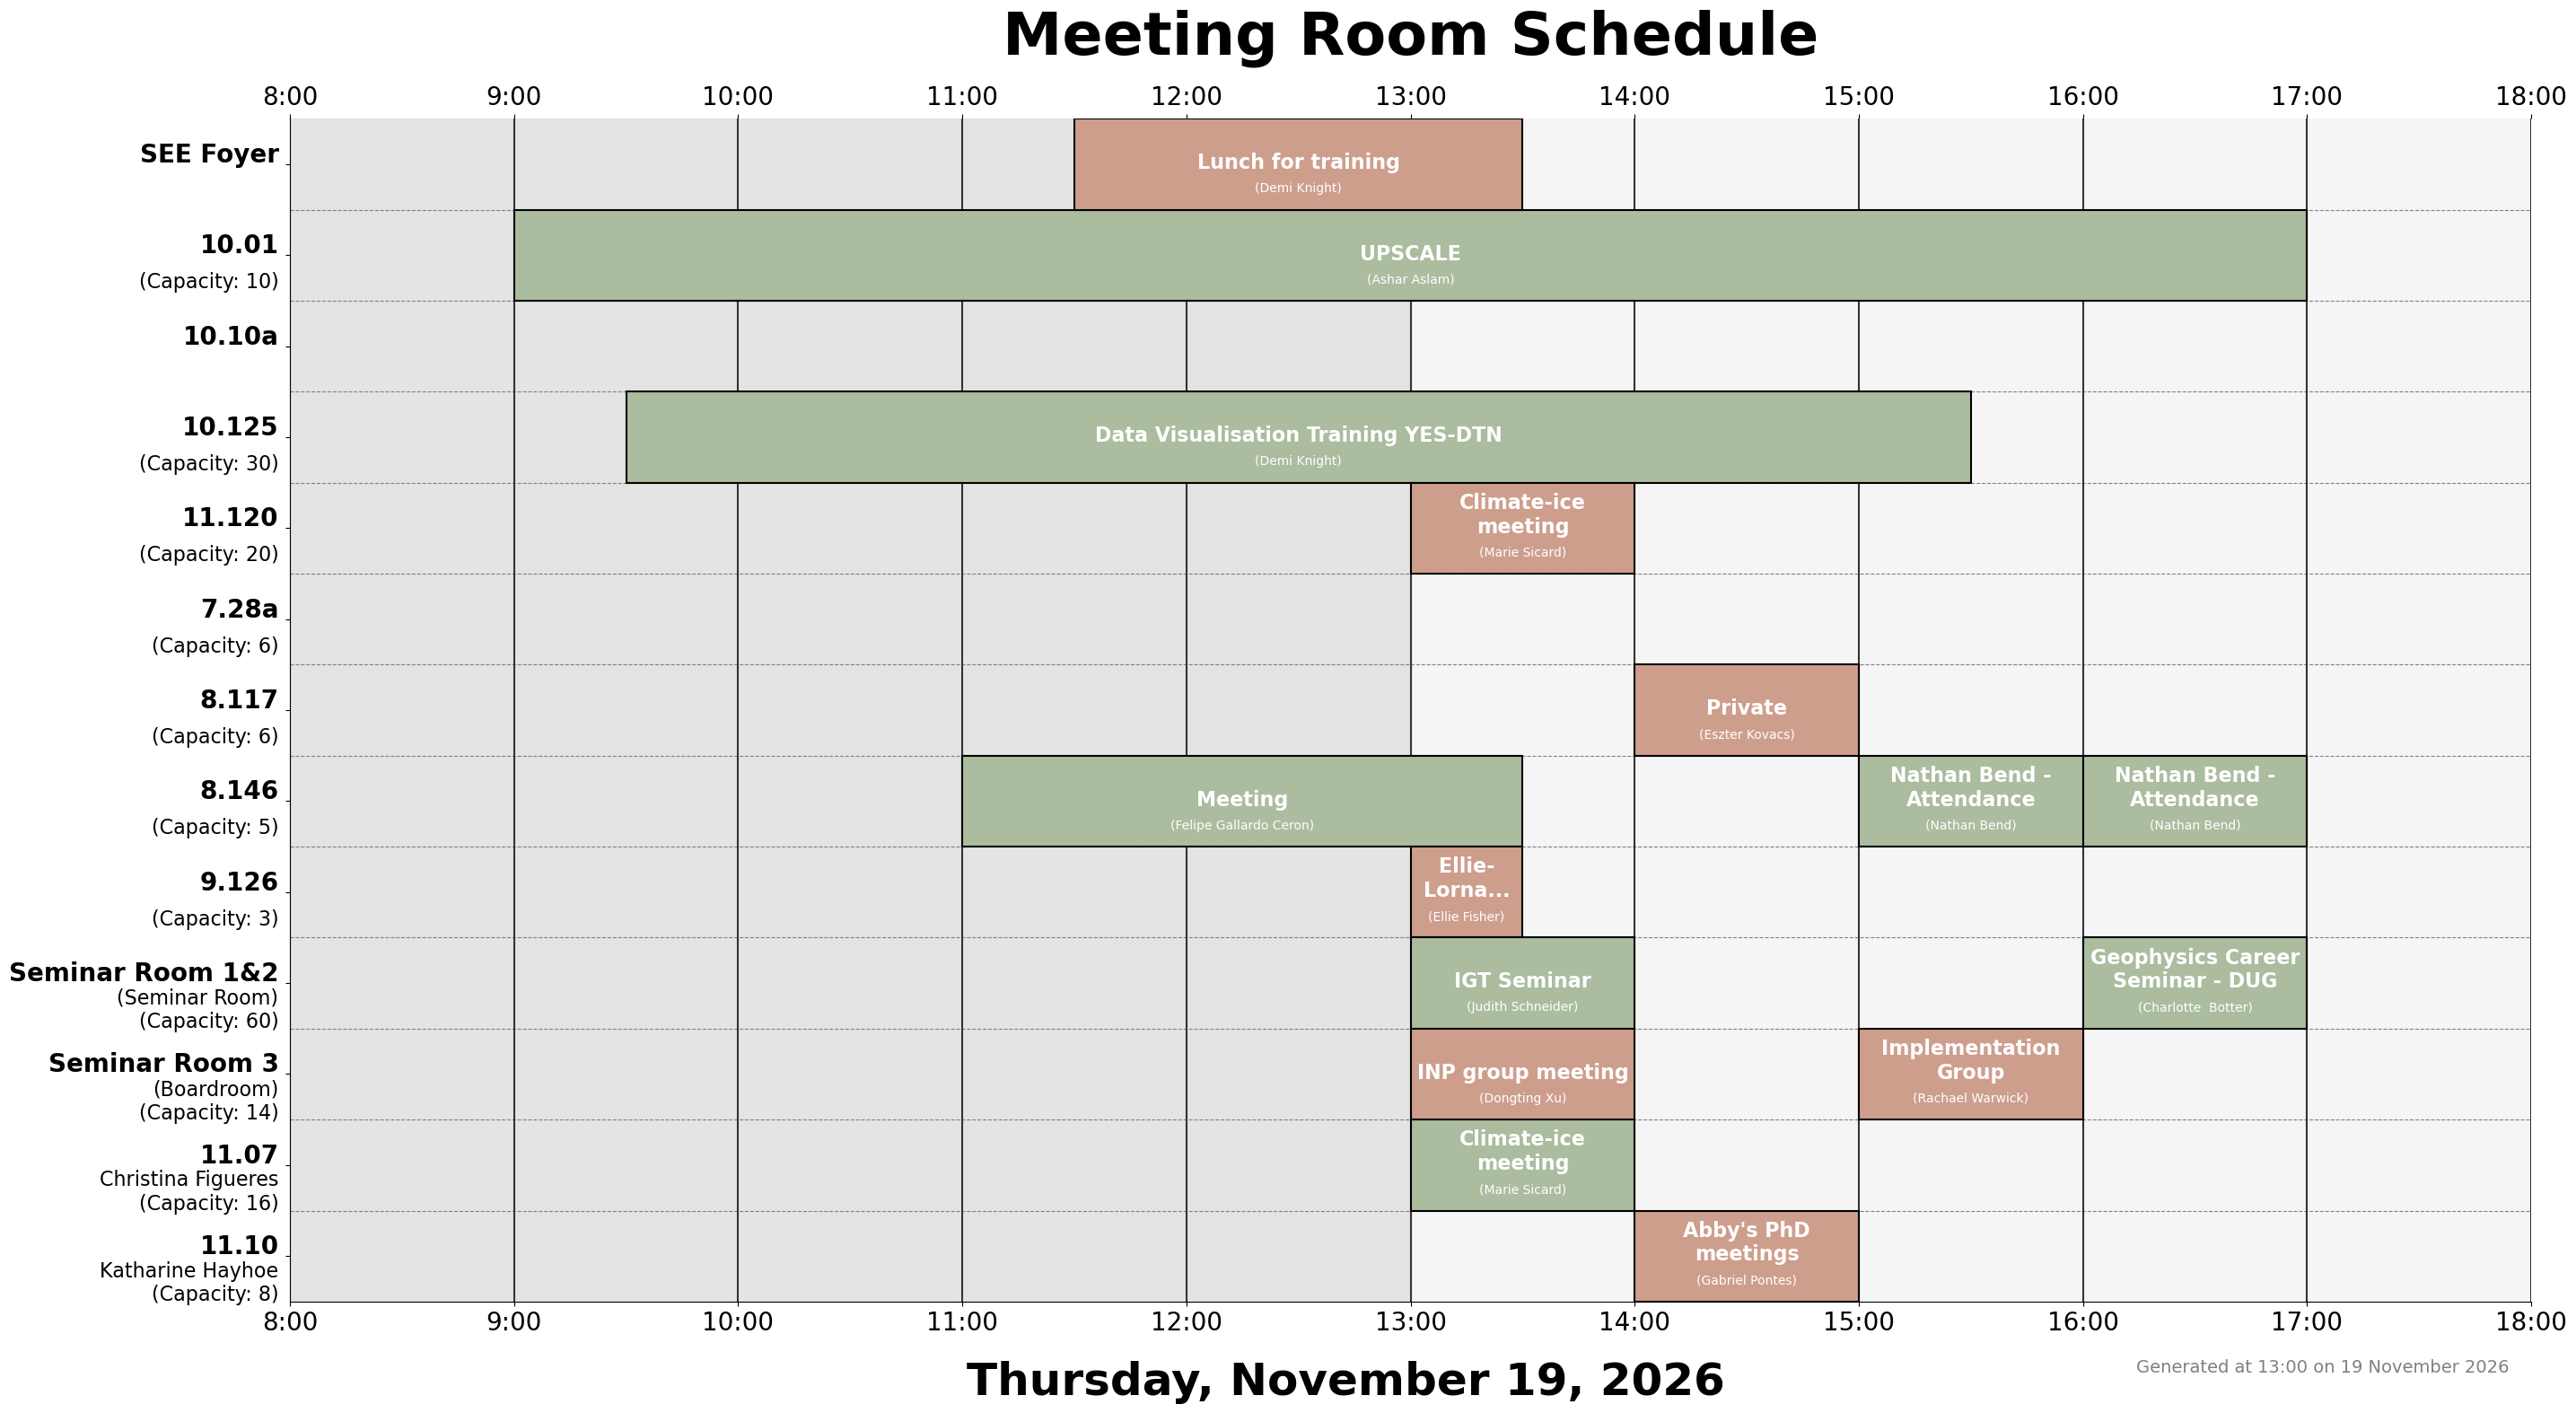 Meeting Room Schedule
8:00 9:00 10:00 11:00 12:00 13:00 14:00 15:00 16:00 17:00 18:00
SEE Foyer
Lunch for training
(Demi Knight)
10.01
(Capacity: 10)
UPSCALE
(Ashar Aslam)
10.10a
10.125
(Capacity: 30)
Data Visualisation Training YES-DTN
(Demi Knight)
11.120
(Capacity: 20)
Climate-ice
meeting
(Marie Sicard)
7.28a
(Capacity: 6)
8.117
(Capacity: 6)
Private
(Eszter Kovacs)
8.146
(Capacity: 5)
Meeting
(Felipe Gallardo Ceron)
Nathan Bend -
Attendance
(Nathan Bend)
Nathan Bend -
Attendance
(Nathan Bend)
9.126
(Capacity: 3)
Ellie-
Lorna...
(Ellie Fisher)
Seminar Room 1&2
(Seminar Room)
(Capacity: 60)
IGT Seminar
(Judith Schneider)
Geophysics Career
Seminar - DUG
(Charlotte  Botter)
Seminar Room 3
(Boardroom)
(Capacity: 14)
INP group meeting
(Dongting Xu)
Implementation
Group
(Rachael Warwick)
11.07
Christina Figueres
(Capacity: 16)
Climate-ice
meeting
(Marie Sicard)
11.10
Katharine Hayhoe
(Capacity: 8)
Abby's PhD
meetings
(Gabriel Pontes)
8:00 9:00 10:00 11:00 12:00 13:00 14:00 15:00 16:00 17:00 18:00
Thursday, November 19, 2026
Generated at 13:00 on 19 November 2026